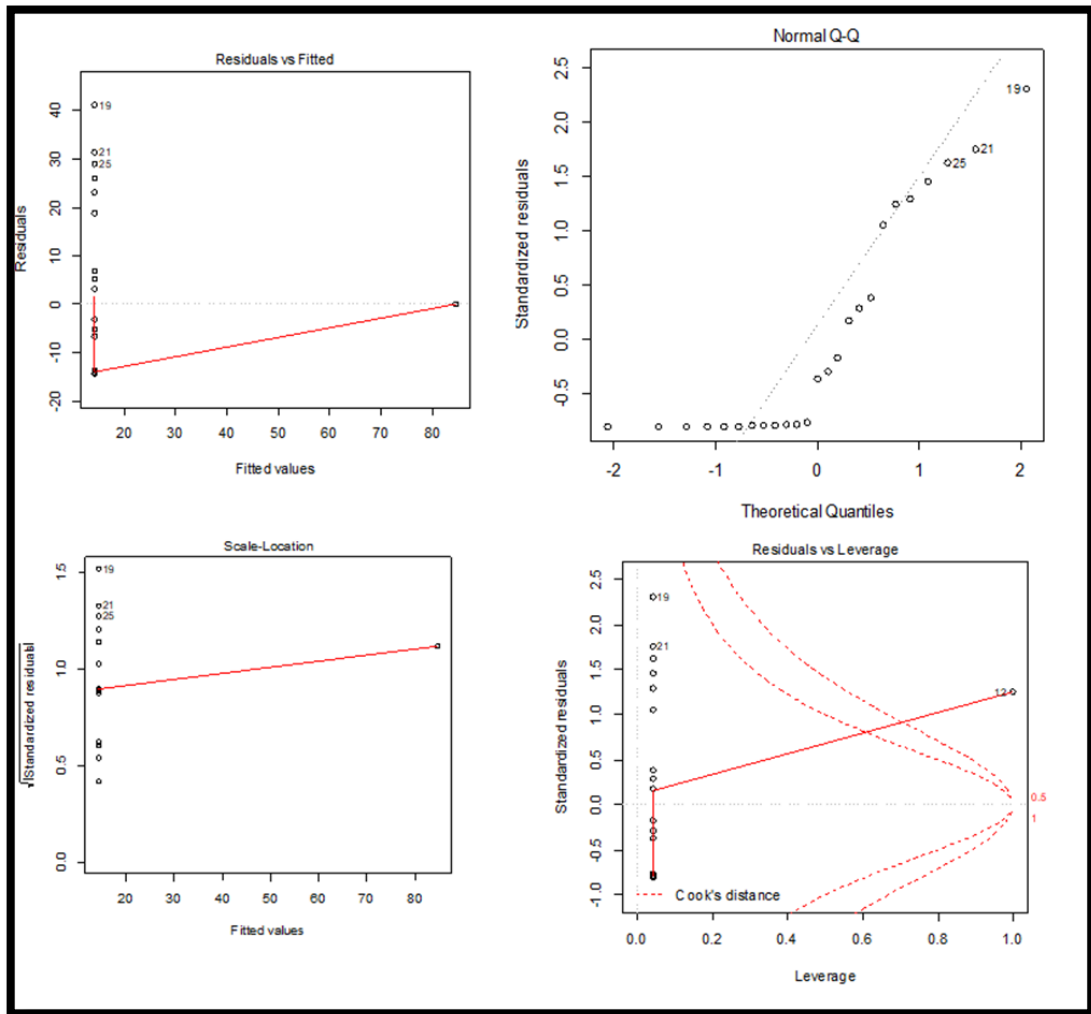 Residuals vs Fitted
Residuals
40
30
20
10
0
-10
-20
19
21
25
20 30 40 50 60 70 80
Fitted values
Normal Q-Q
Standardized residuals
2.5
2.0
1.5
1.0
0.5
0.0
-0.5
19
21
25
-2 -1 0 1 2
Theoretical Quantiles
Scale-Location
√|Standardized residuals|
1.5
1.0
0.5
0.0
19
21
25
20 30 40 50 60 70 80
Fitted values
Residuals vs Leverage
Standardized residuals
2.5
2.0
1.5
1.0
0.5
0.0
-0.5
-1.0
19
21
12
0.5
1
Cook's distance
0.0 0.2 0.4 0.6 0.8 1.0
Leverage